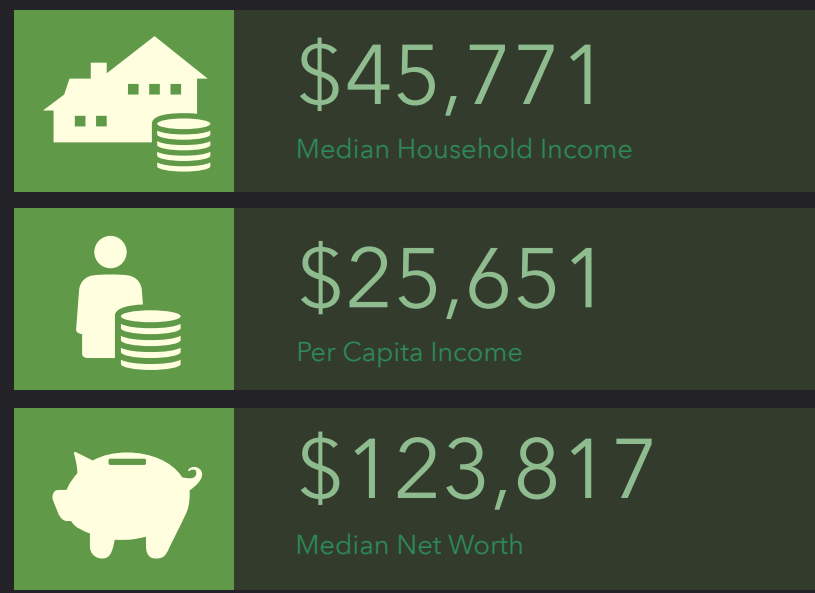 $45,771
Median Household Income
$25,651
Per Capita Income
$123,817
Median Net Worth